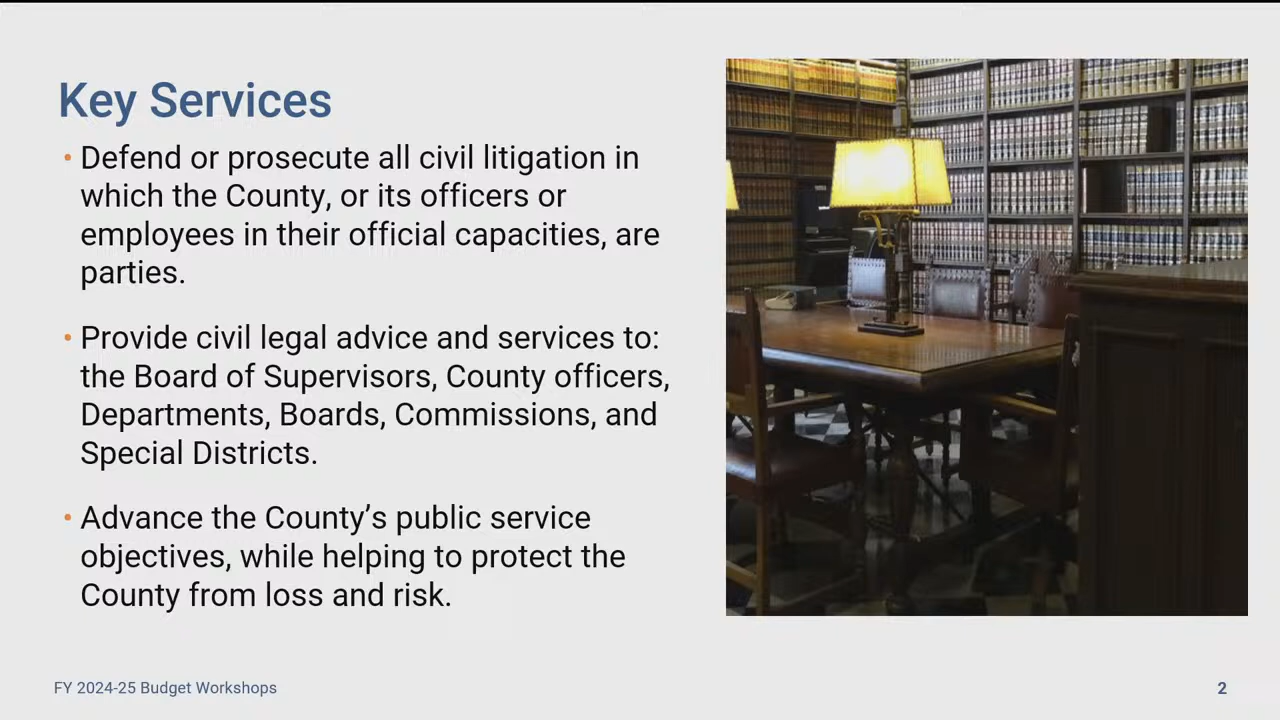 Key Services
• Defend or prosecute all civil litigation in
which the County, or its officers or
employees in their official capacities, are
parties.
• Provide civil legal advice and services to:
the Board of Supervisors, County officers,
Departments, Boards, Commissions, and
Special Districts.
• Advance the County’s public service
objectives, while helping to protect the
County from loss and risk.
FY 2024-25 Budget Workshops
2